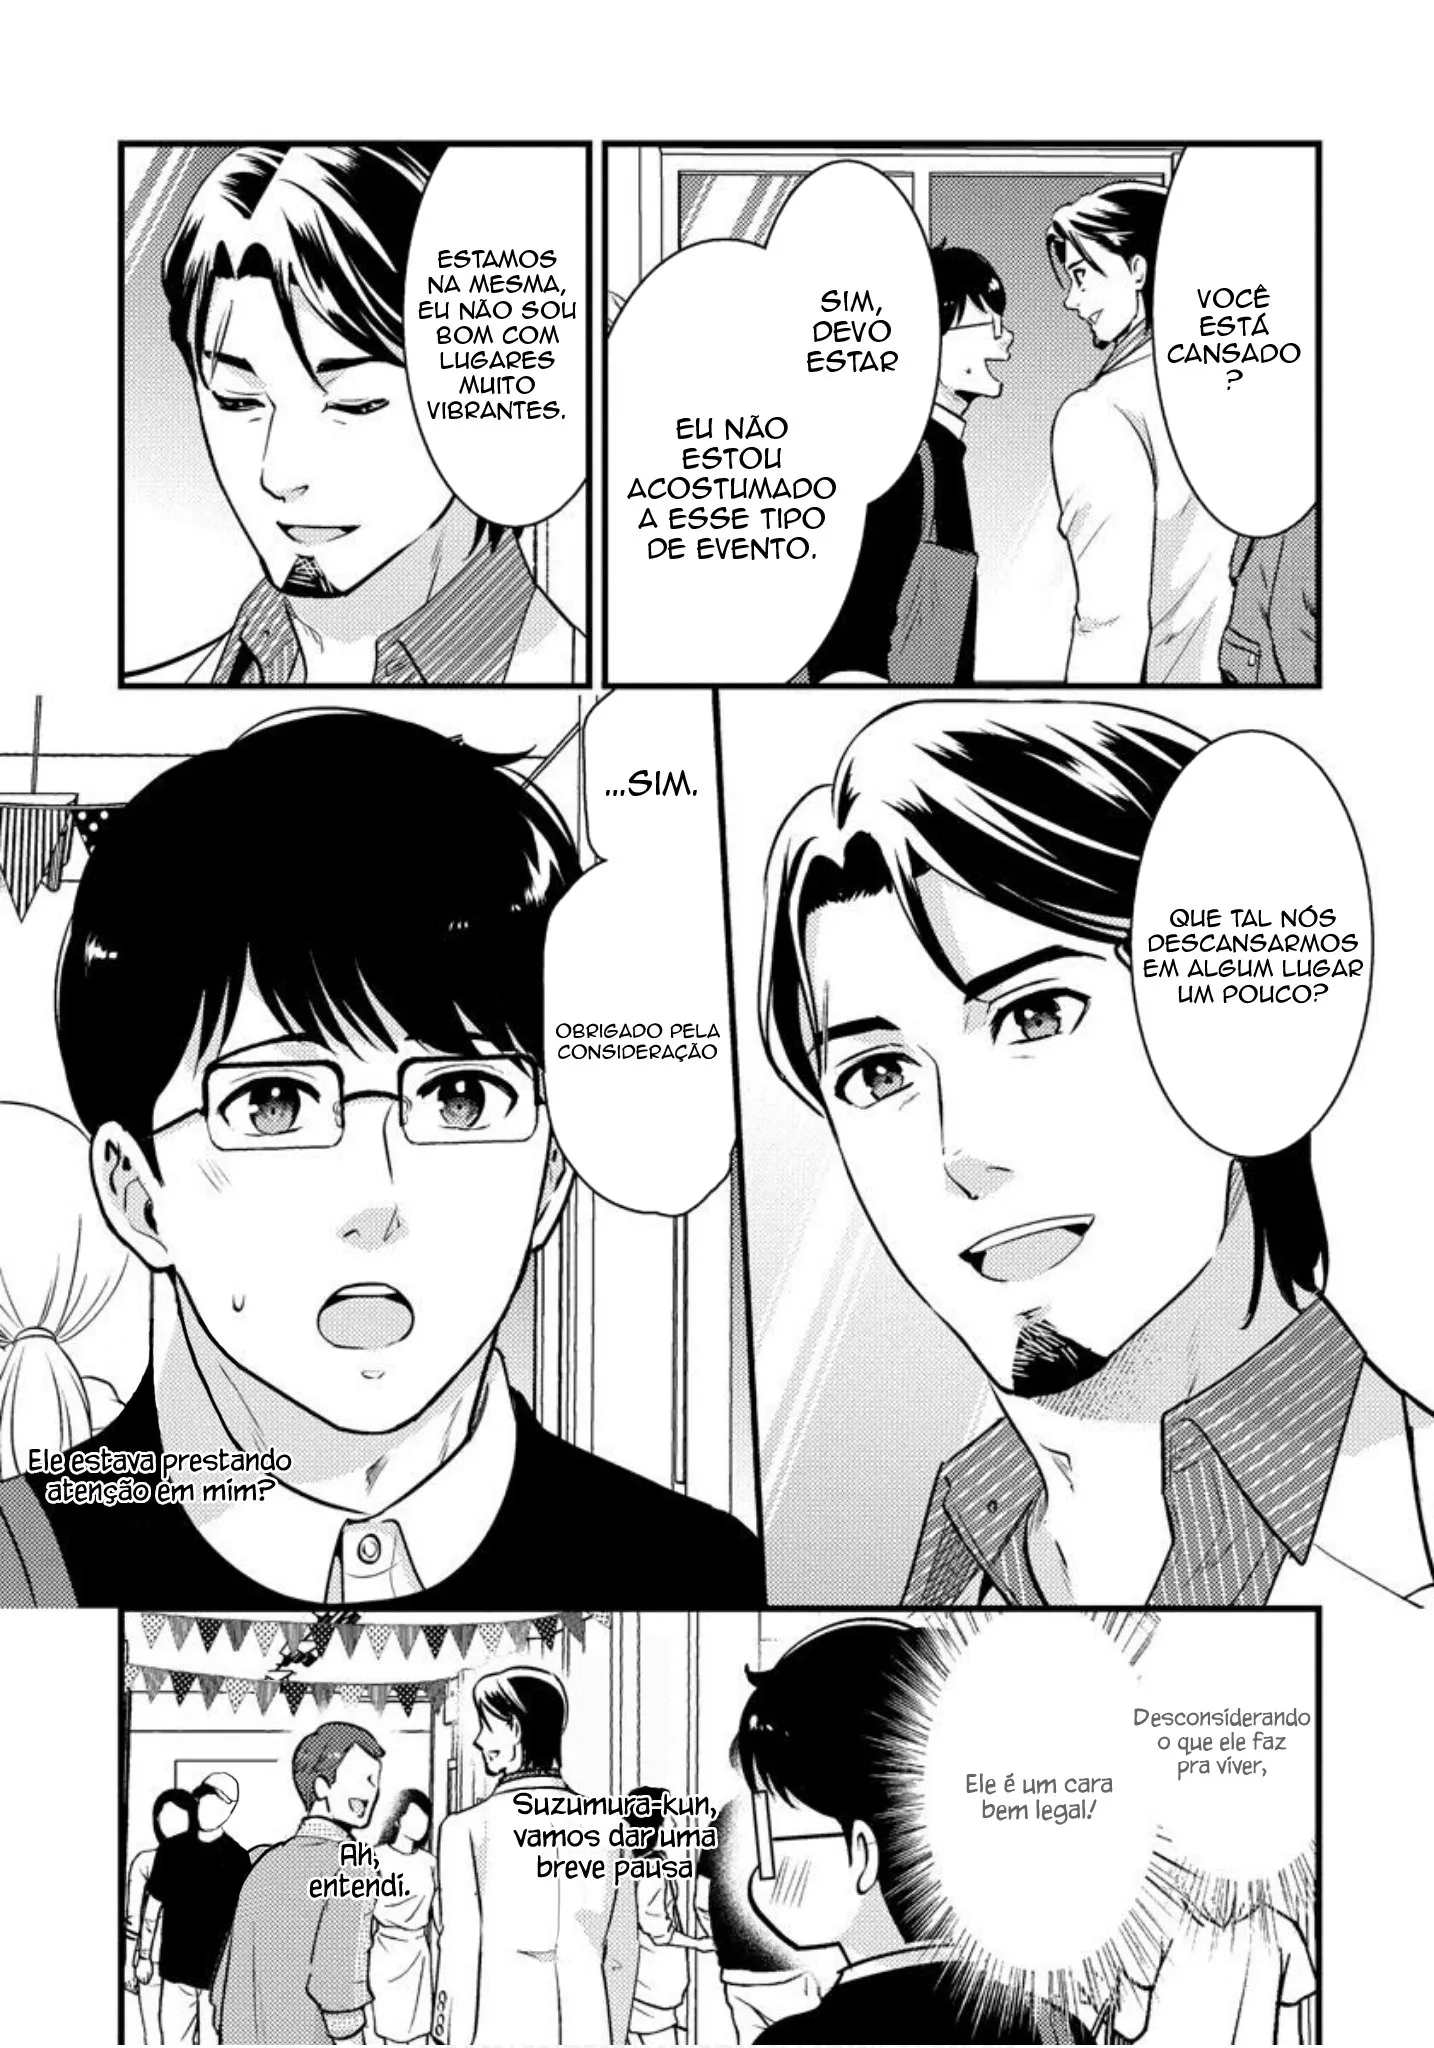 VOCÊ
ESTÁ
CANSADO
?
SIM,
DEVO
ESTAR
EU NÃO
ESTOU
ACOSTUMADO
A ESSE TIPO
DE EVENTO.
ESTAMOS
NA MESMA,
EU NÃO SOU
BOM COM
LUGARES
MUITO
VIBRANTES.
QUE TAL NÓS
DESCANSARMOS
EM ALGUM LUGAR
UM POUCO?
...SIM.
OBRIGADO PELA
CONSIDERAÇÃO
Ele estava prestando
atenção em mim?
Desconsiderando
o que ele faz
pra viver,
Ele é um cara
bem legal!
Suzumura-kun,
vamos dar uma
breve pausa
Ah,
entendi.